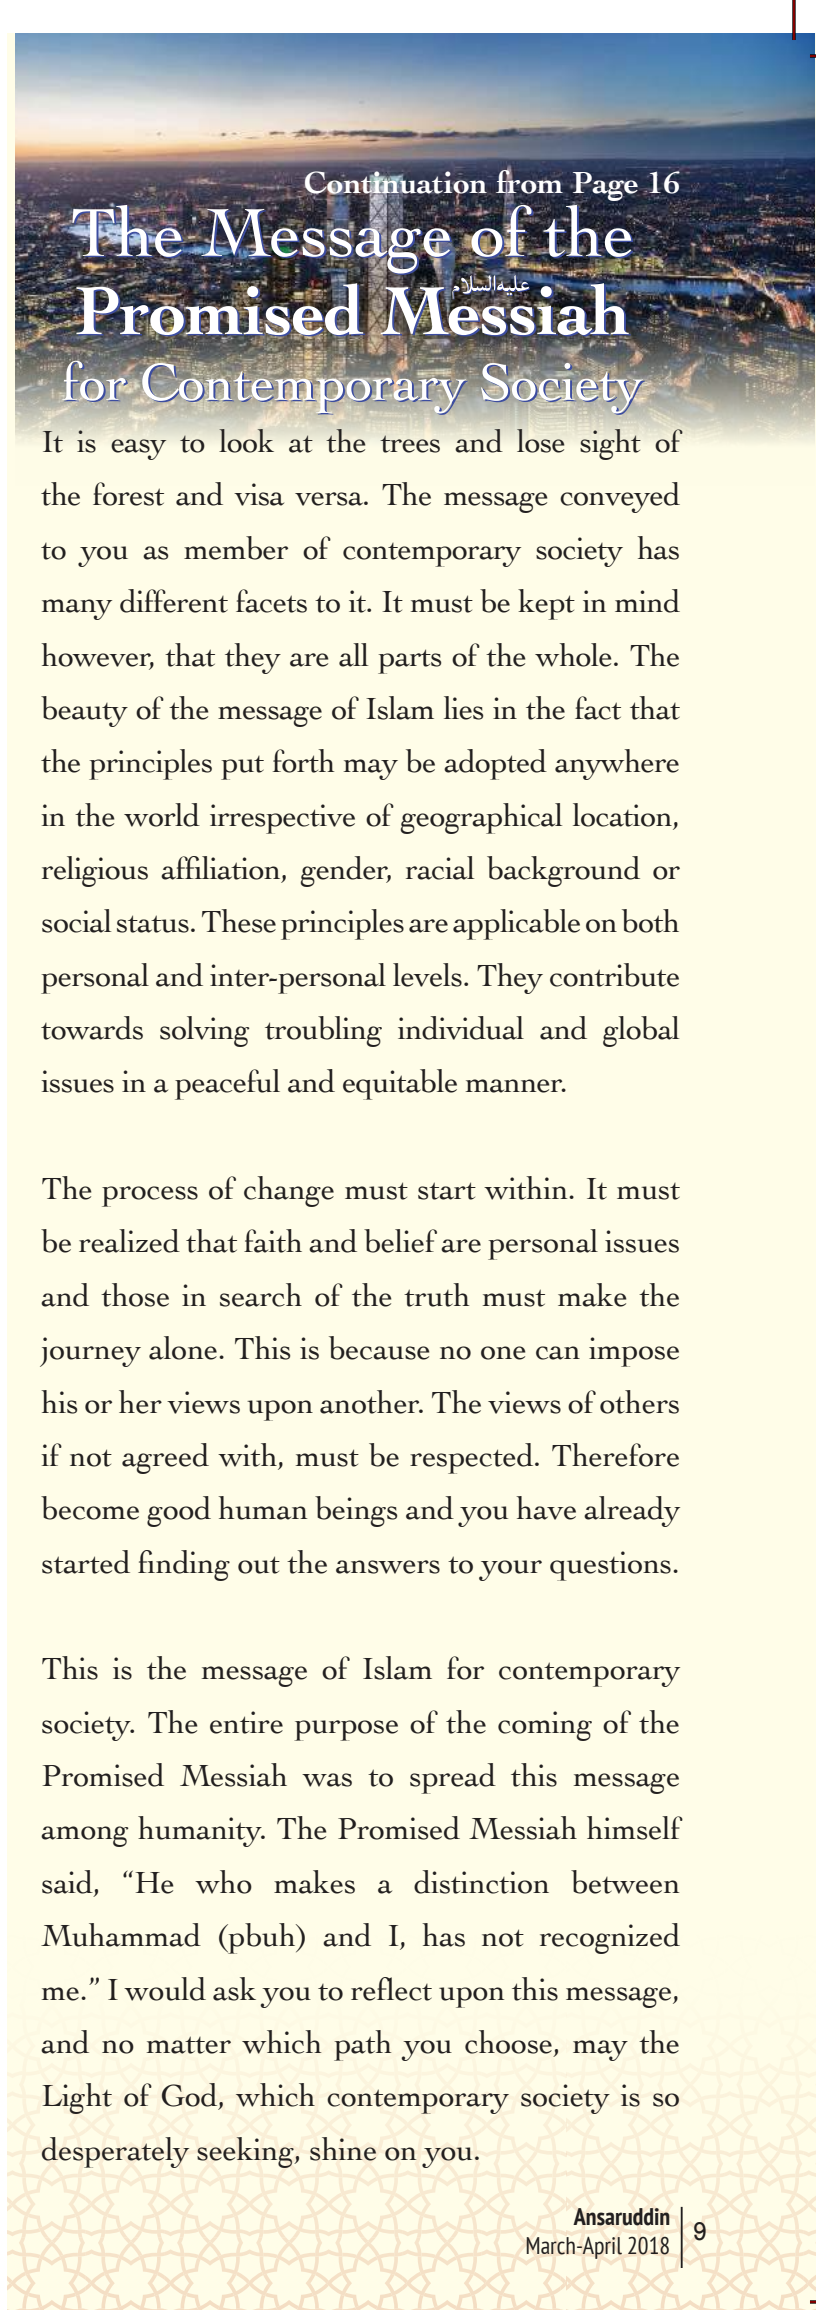 Continuation from Page 16
The Message of the
Promised Messiah عليه السلام
for Contemporary Society
It is easy to look at the trees and lose sight of
the forest and visa versa. The message conveyed
to you as member of contemporary society has
many different facets to it. It must be kept in mind
however, that they are all parts of the whole. The
beauty of the message of Islam lies in the fact that
the principles put forth may be adopted anywhere
in the world irrespective of geographical location,
religious affiliation, gender, racial background or
social status. These principles are applicable on both
personal and inter-personal levels. They contribute
towards solving troubling individual and global
issues in a peaceful and equitable manner.
The process of change must start within. It must
be realized that faith and belief are personal issues
and those in search of the truth must make the
journey alone. This is because no one can impose
his or her views upon another. The views of others
if not agreed with, must be respected. Therefore
become good human beings and you have already
started finding out the answers to your questions.
This is the message of Islam for contemporary
society. The entire purpose of the coming of the
Promised Messiah was to spread this message
among humanity. The Promised Messiah himself
said, “He who makes a distinction between
Muhammad (pbuh) and I, has not recognized
me.” I would ask you to reflect upon this message,
and no matter which path you choose, may the
Light of God, which contemporary society is so
desperately seeking, shine on you.
Ansaruddin
March-April 2018
9